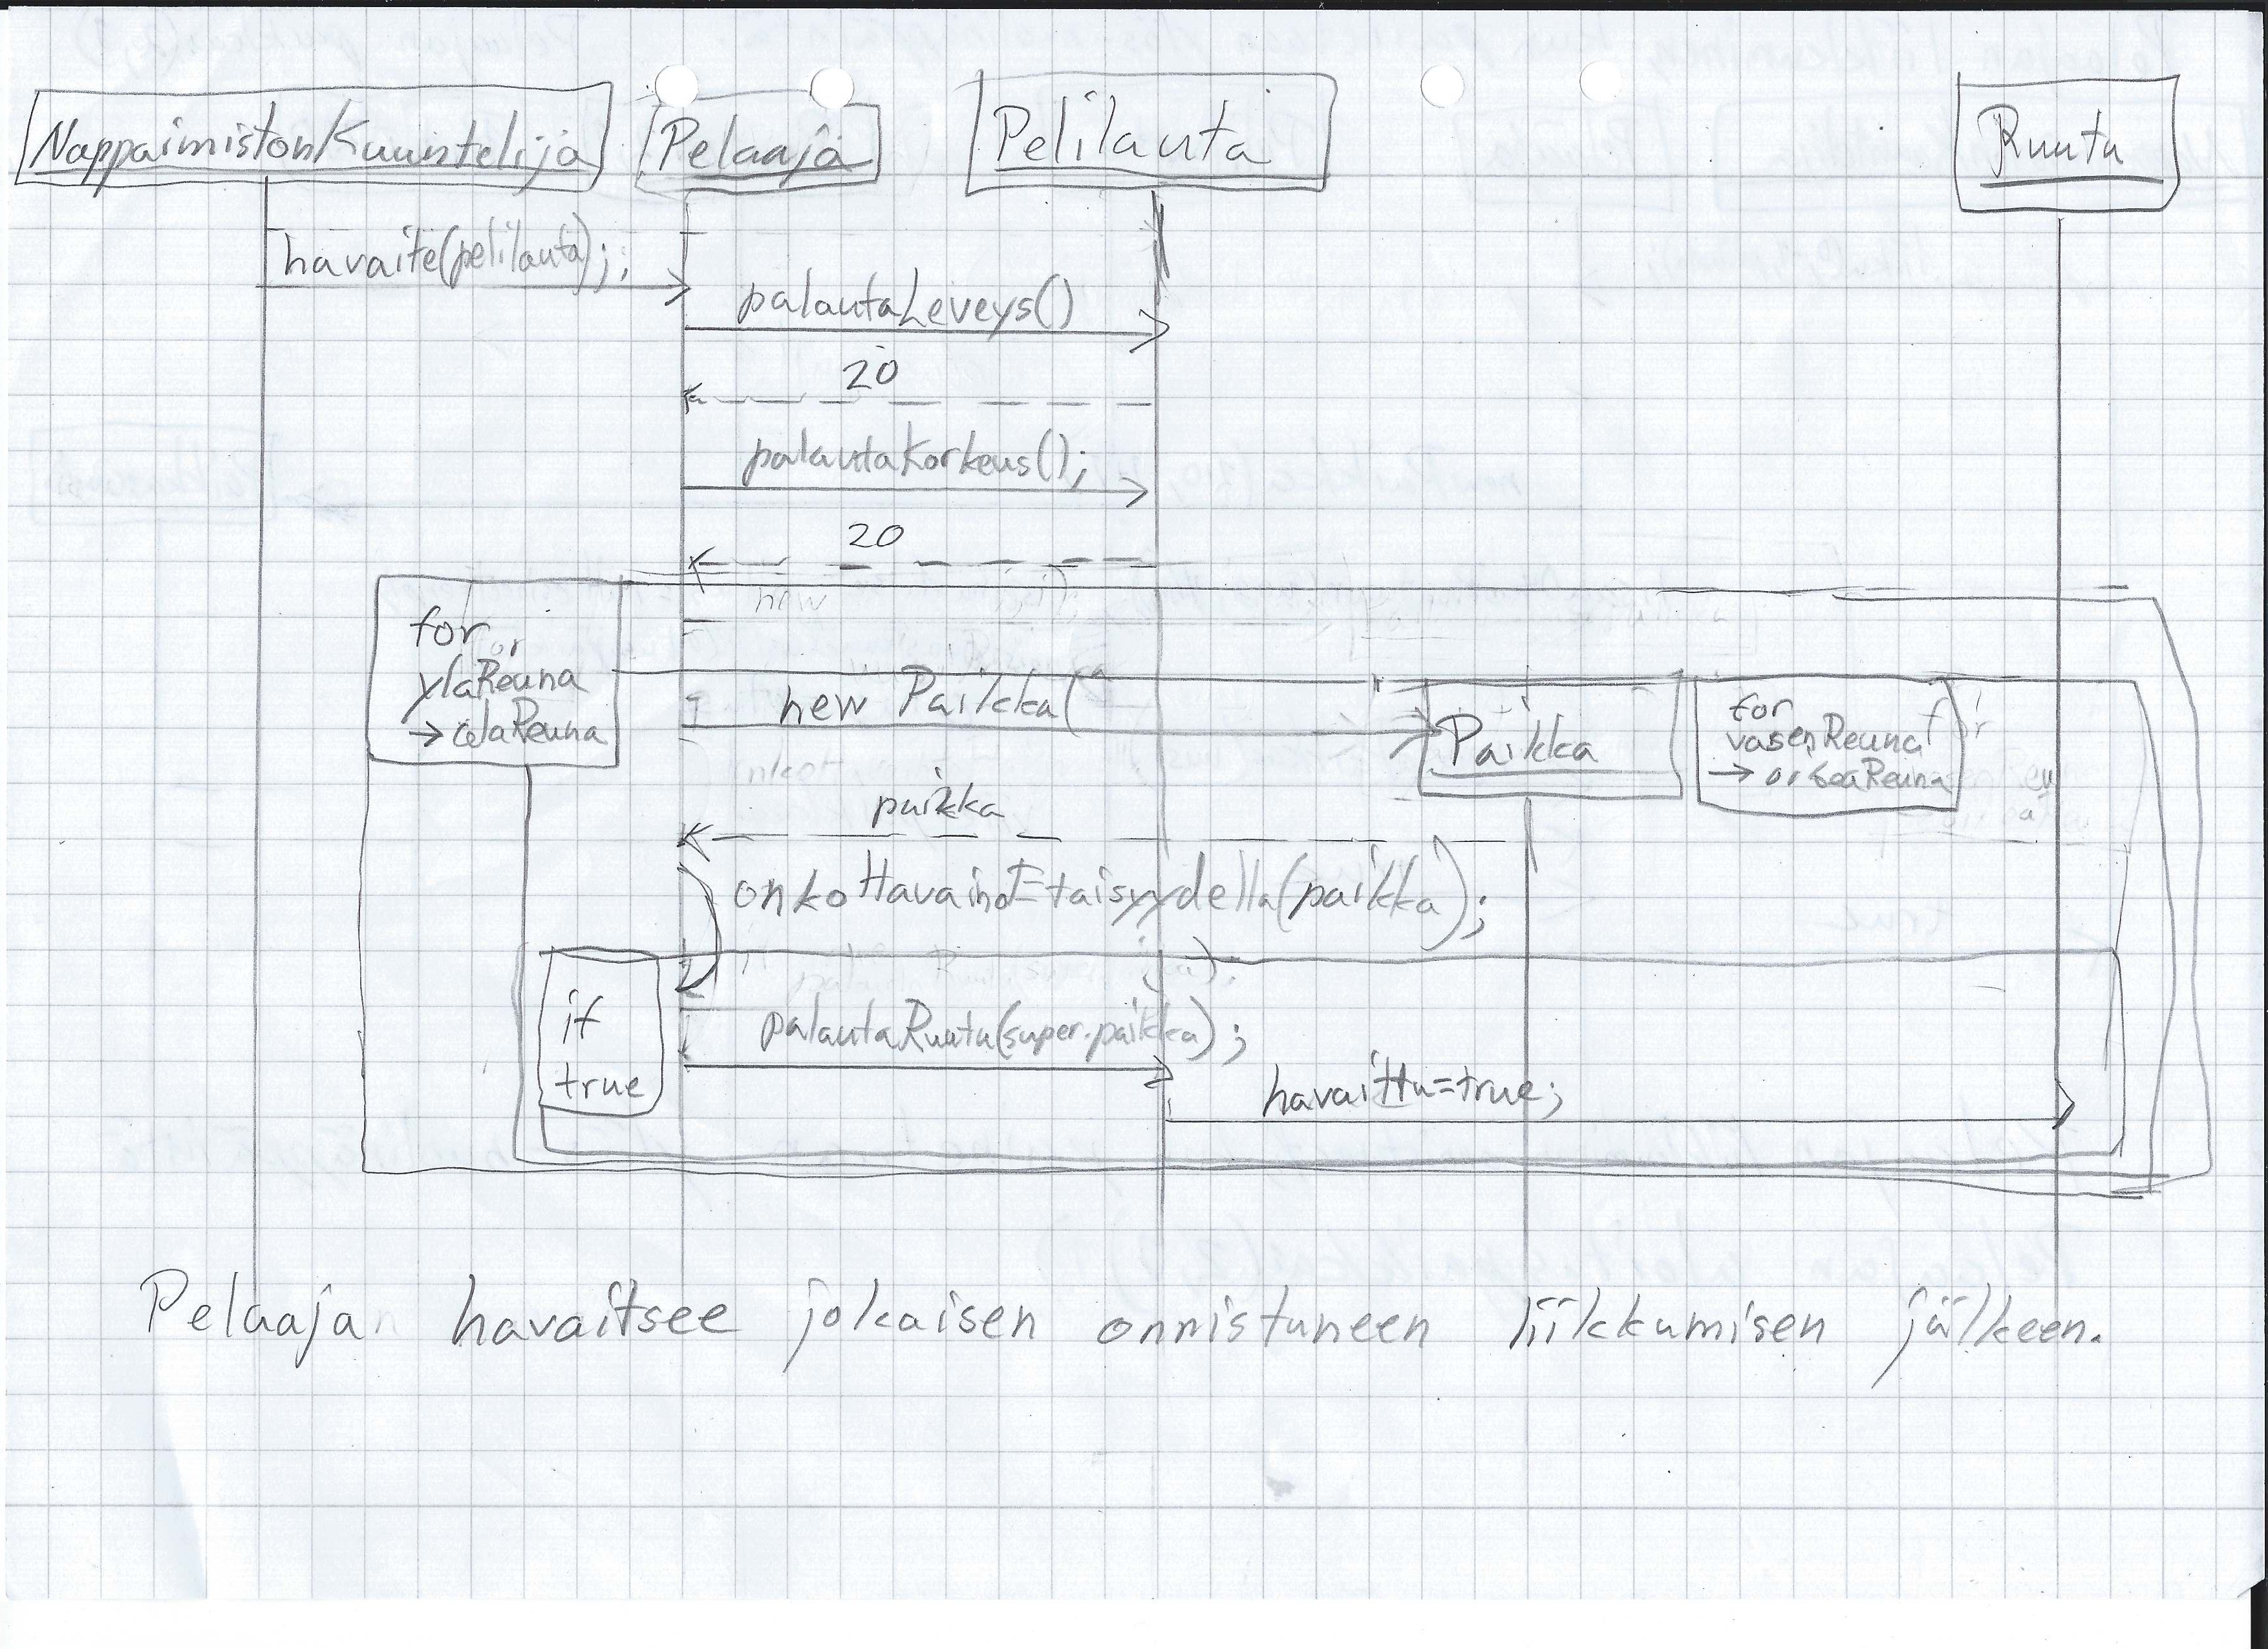 NappaimistonKuuntelija
Pelaaja
Pelilauta
Ruutu
havaite(pelilauta);;
palautaLeveys()
20
palautaKorkeus();
20
new
for
ylaReuna
→ alaReuna
new Paikka(
Paikka
for
vasenReuna
→ oikeaReuna
paikka
onkoHavainoEtaisyydella(paikka);
if
true
palautaRuutu(super.paikka);
havaittu=true;
Pelaajan havaitsee jokaisen onnistuneen liikkumisen jälkeen.